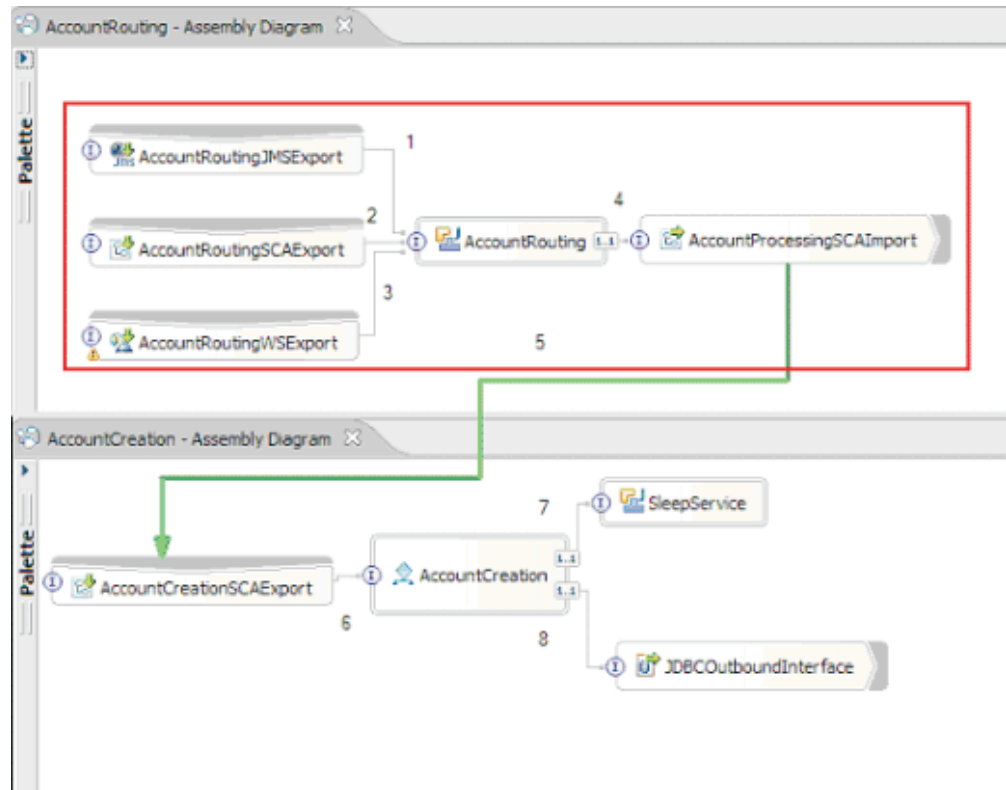 AccountRouting - Assembly Diagram
Palette
1
JMS AccountRoutingJMSExport
2
4
AccountRoutingSCAExport
AccountRouting
1..1
AccountProcessingSCAImport
3
AccountRoutingWSExport
5
AccountCreation - Assembly Diagram
Palette
7
SleepService
1..1
AccountCreationSCAExport
AccountCreation
1..1
6
8
JDBCOutboundInterface